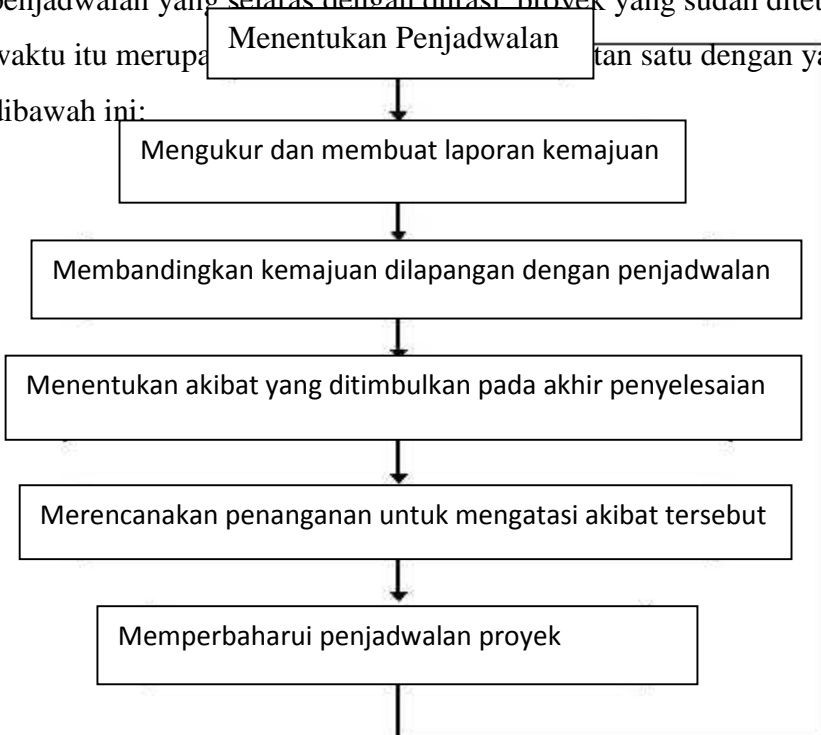 penjadwalan yang selaras dengan durasi proyek yang sudah ditet
waktu itu merupa
tan satu dengan ya
dibawah ini:
Menentukan Penjadwalan
Mengukur dan membuat laporan kemajuan
Membandingkan kemajuan dilapangan dengan penjadwalan
Menentukan akibat yang ditimbulkan pada akhir penyelesaian
Merencanakan penanganan untuk mengatasi akibat tersebut
Memperbaharui penjadwalan proyek